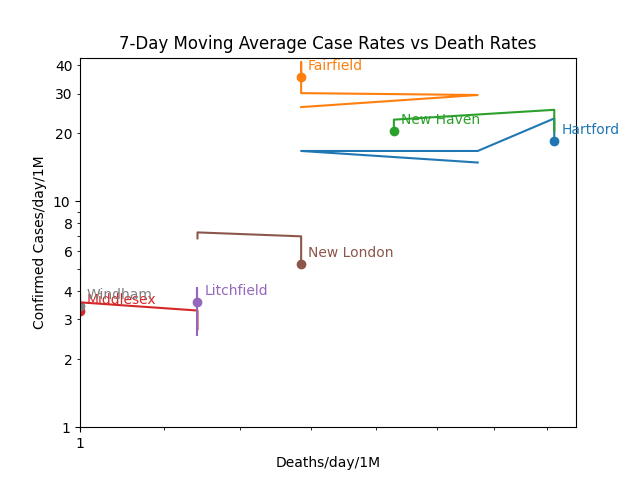 7-Day Moving Average Case Rates vs Death Rates
40
Fairfield
30
New Haven
20
Hartford
10
8
New London
6
Litchfield
4
Windham
Middlesex
3
2
1
1
Confirmed Cases/day/1M
Deaths/day/1M